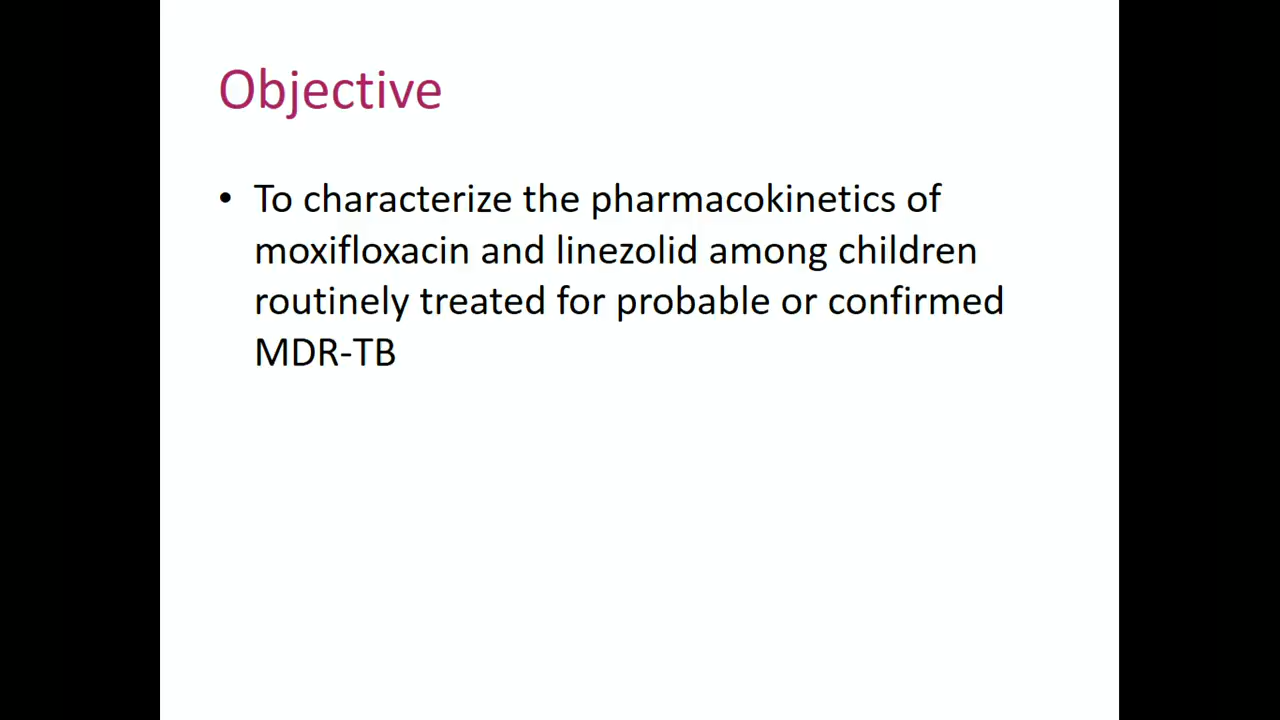 Objective
• To characterize the pharmacokinetics of
moxifloxacin and linezolid among children
routinely treated for probable or confirmed
MDR-TB